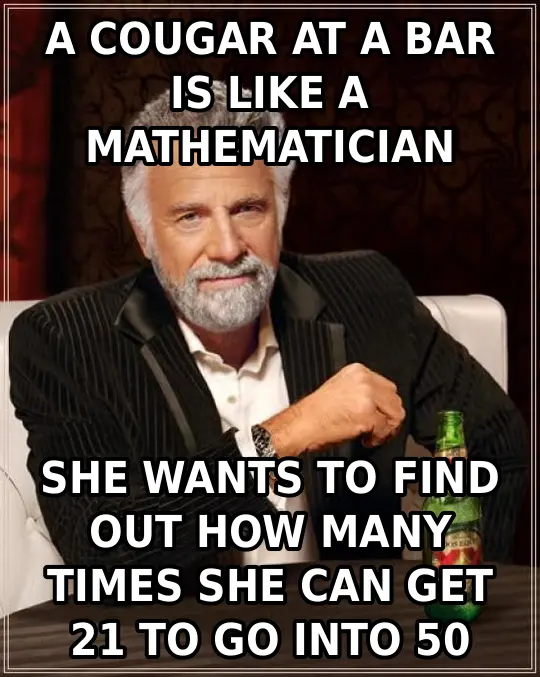 A COUGAR AT A BAR
IS LIKE A
MATHEMATICIAN
SHE WANTS TO FIND
OUT HOW MANY
TIMES SHE CAN GET
21 TO GO INTO 50